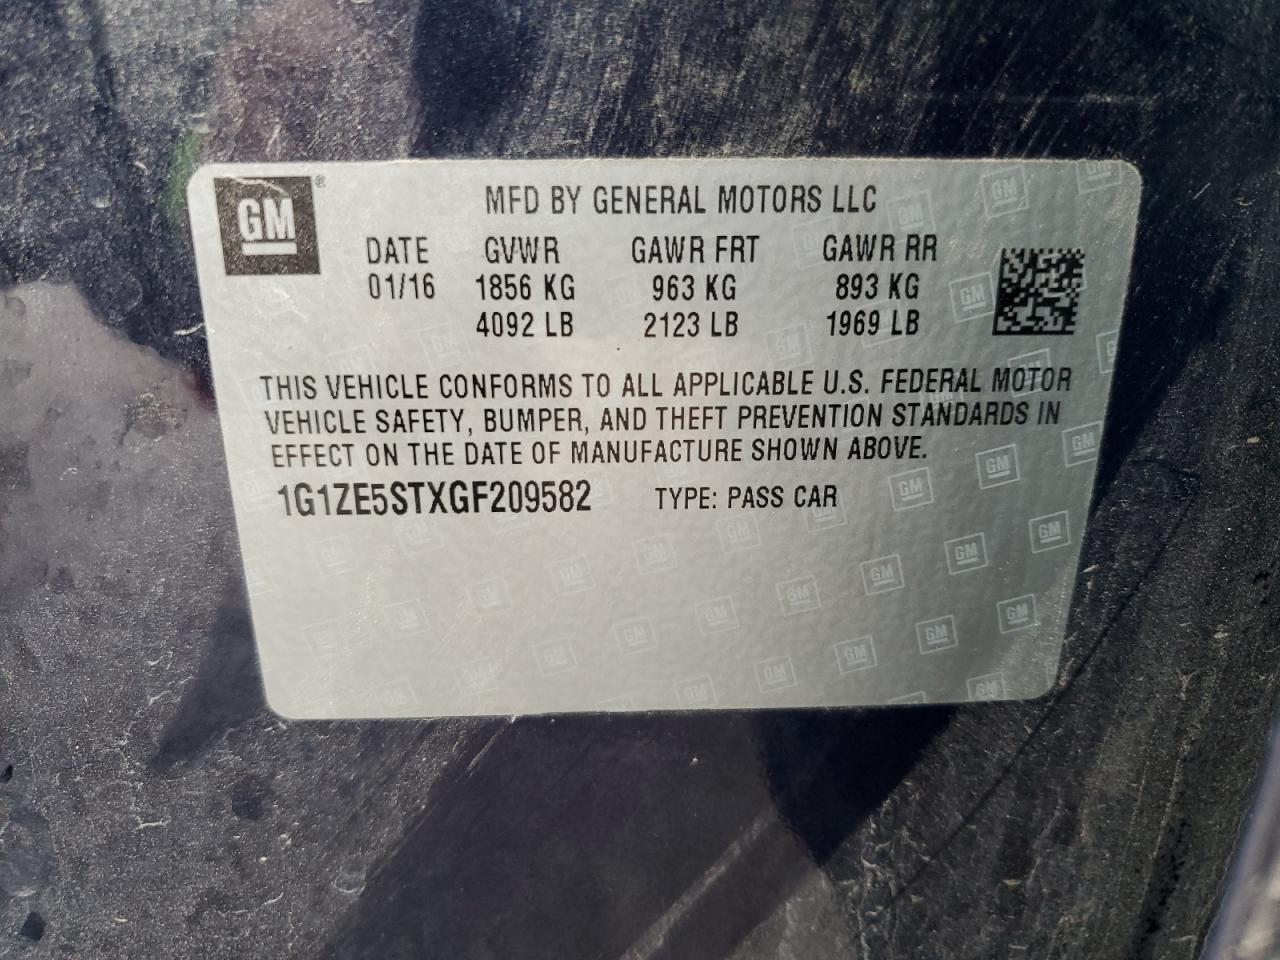 GM®
MFD BY GENERAL MOTORS LLC
DATE GVWR GAWR FRT GAWR RR
01/16 1856 KG 963 KG 893 KG
4092 LB 2123 LB 1969 LB
THIS VEHICLE CONFORMS TO ALL APPLICABLE U.S. FEDERAL MOTOR
VEHICLE SAFETY, BUMPER, AND THEFT PREVENTION STANDARDS IN
EFFECT ON THE DATE OF MANUFACTURE SHOWN ABOVE.
1G1ZE5STXGF209582 TYPE: PASS CAR